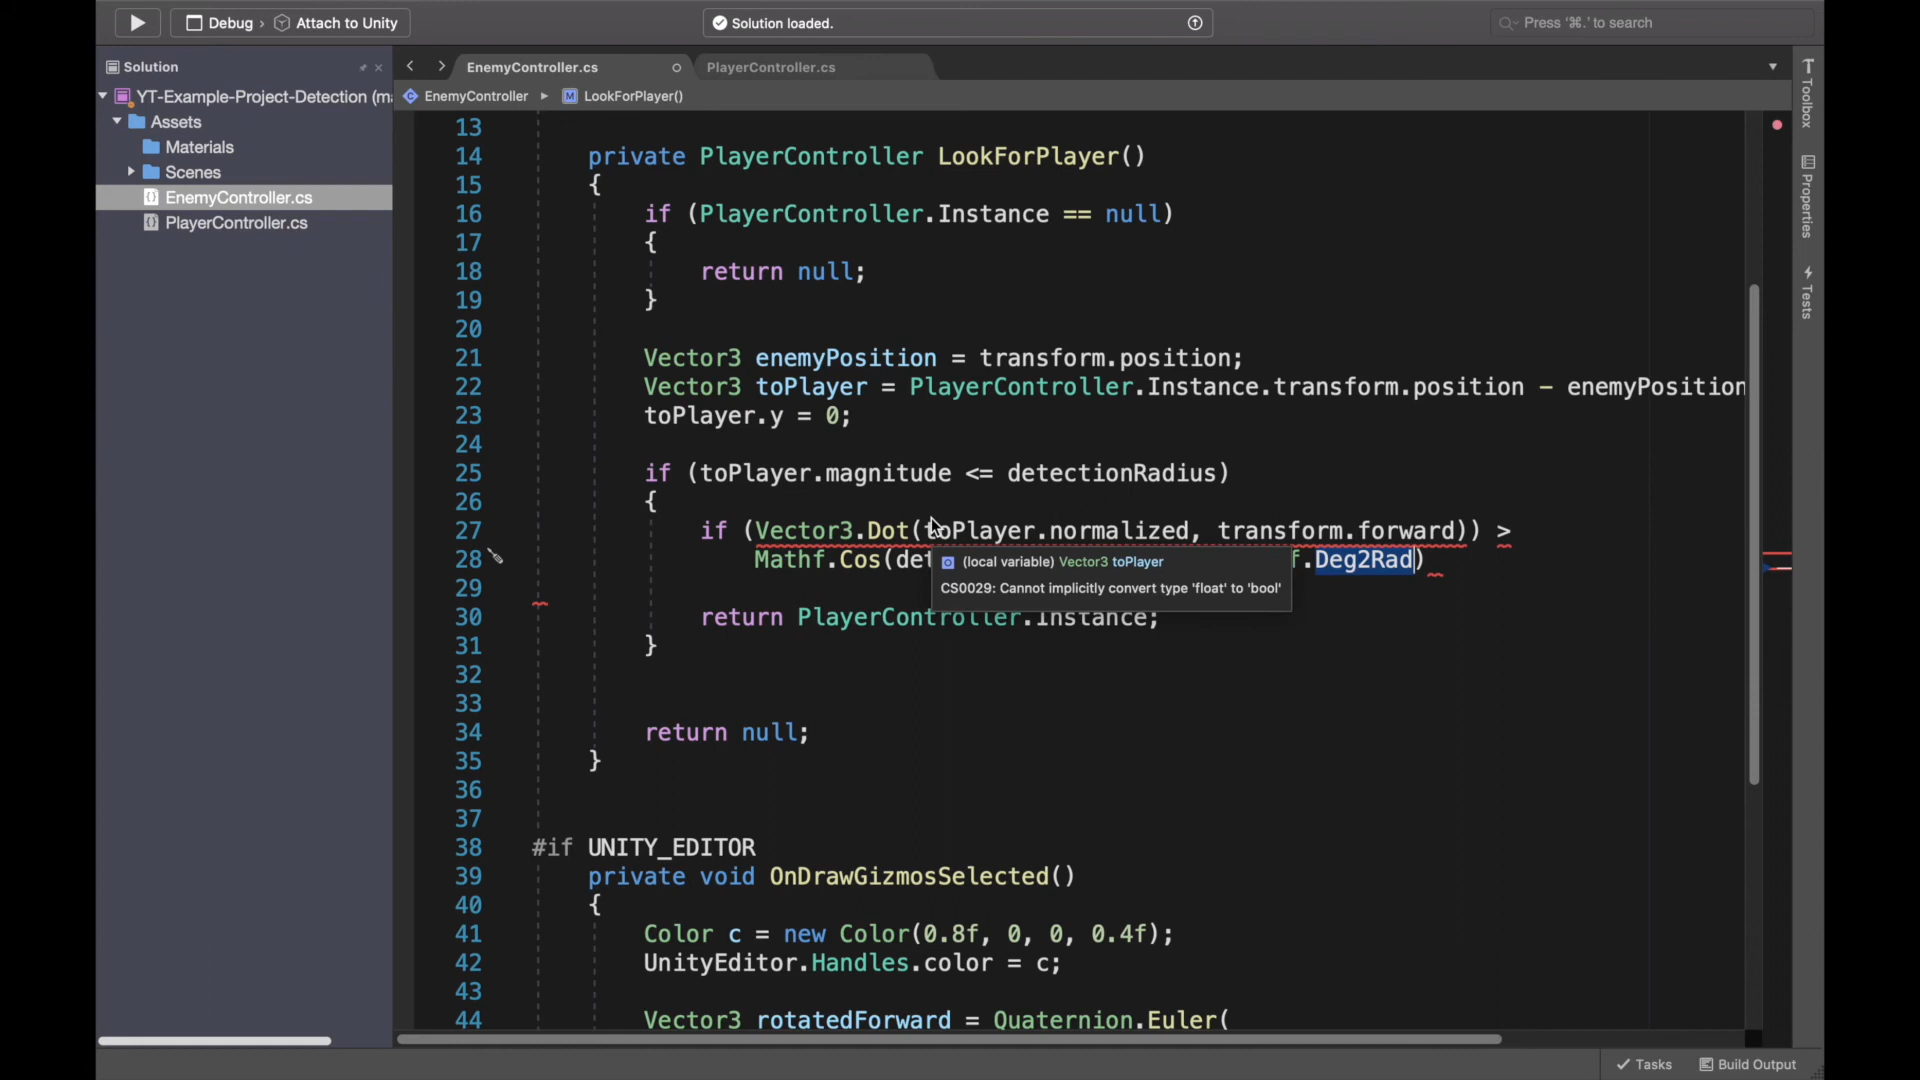 Debug › Attach to Unity
Solution loaded.
Press '⌘.' to search
Solution
EnemyController.cs
PlayerController.cs
YT-Example-Project-Detection (m
Assets
Materials
Scenes
EnemyController.cs
PlayerController.cs
EnemyController ▸ LookForPlayer()
13
14 private PlayerController LookForPlayer()
15 {
16 if (PlayerController.Instance == null)
17 {
18 return null;
19 }
20
21 Vector3 enemyPosition = transform.position;
22 Vector3 toPlayer = PlayerController.Instance.transform.position - enemyPosition
23 toPlayer.y = 0;
24
25 if (toPlayer.magnitude <= detectionRadius)
26 {
27 if (Vector3.Dot(toPlayer.normalized, transform.forward)) >
28 Mathf.Cos(det f.Deg2Rad)
(local variable) Vector3 toPlayer
CS0029: Cannot implicitly convert type 'float' to 'bool'
29
30 return PlayerController.Instance;
31 }
32
33
34 return null;
35 }
36
37
38 #if UNITY_EDITOR
39 private void OnDrawGizmosSelected()
40 {
41 Color c = new Color(0.8f, 0, 0, 0.4f);
42 UnityEditor.Handles.color = c;
43
44 Vector3 rotatedForward = Quaternion.Euler(
Toolbox
Properties
Tests
Tasks
Build Output